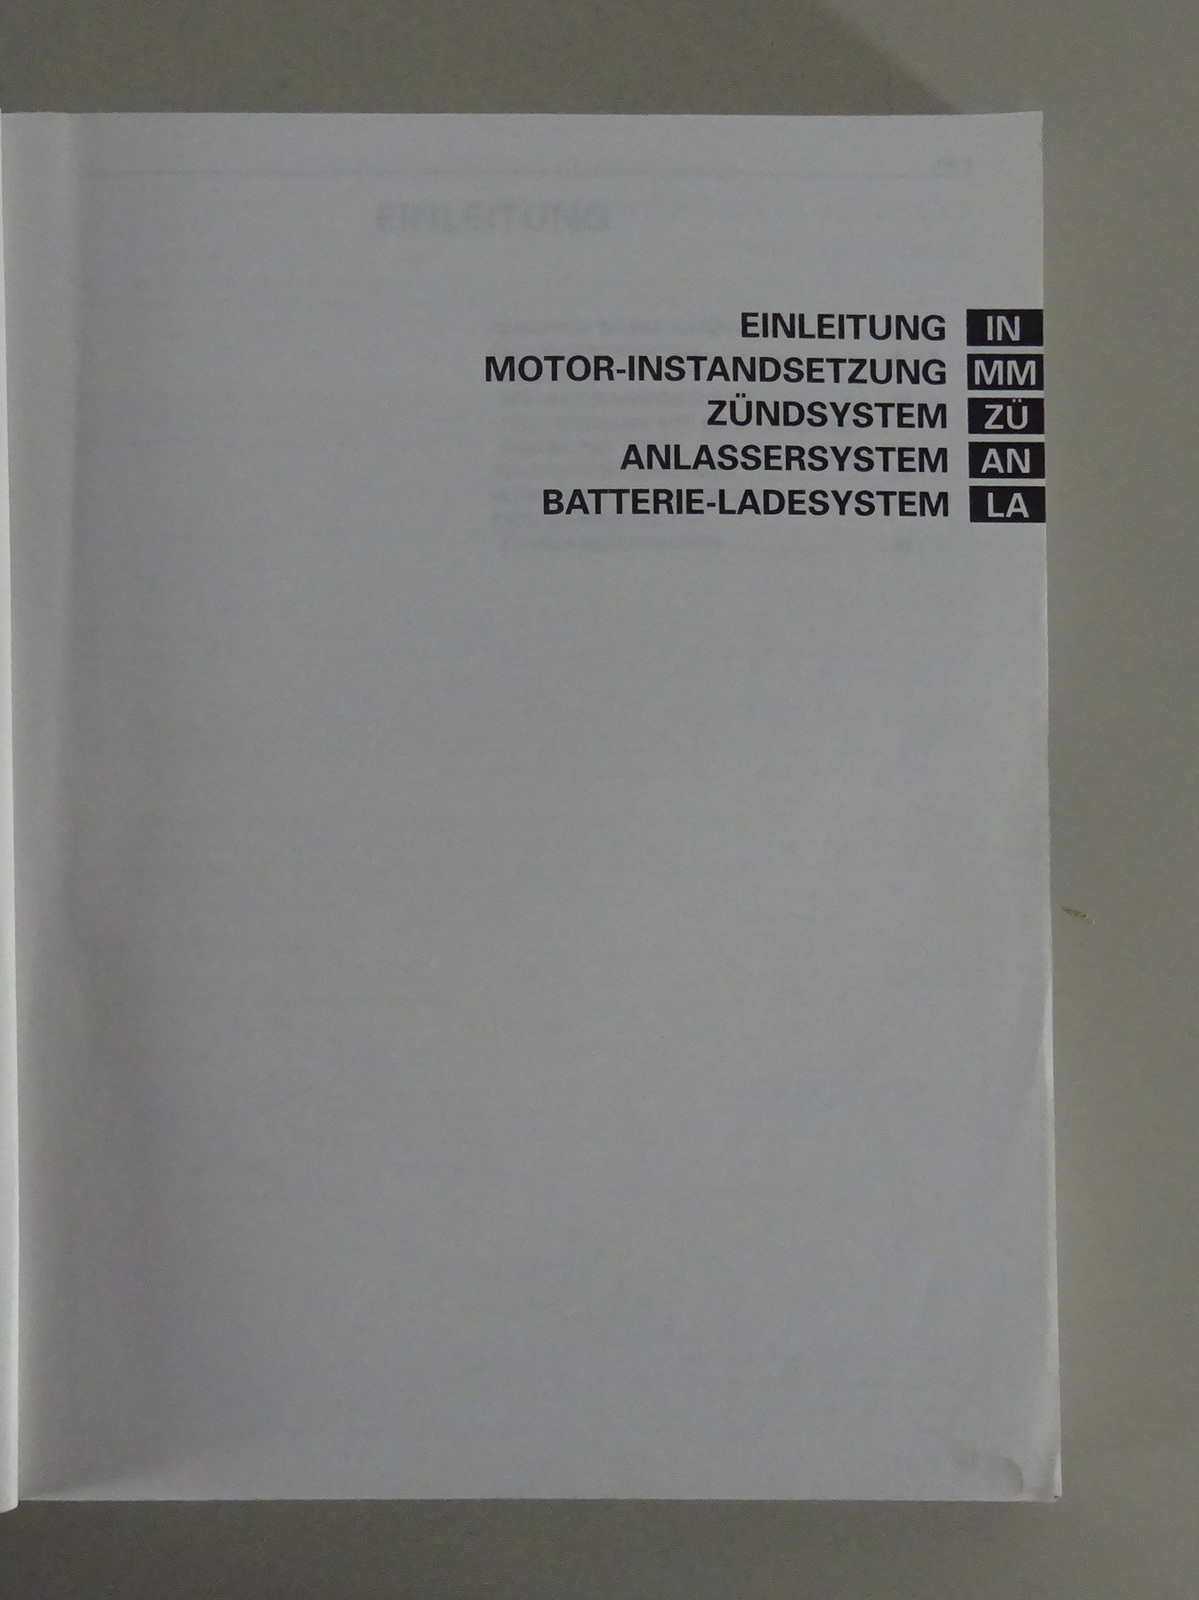 EINLEITUNG IN
MOTOR-INSTANDSETZUNG MM
ZÜNDSYSTEM ZÜ
ANLASSERSYSTEM AN
BATTERIE-LADESYSTEM LA